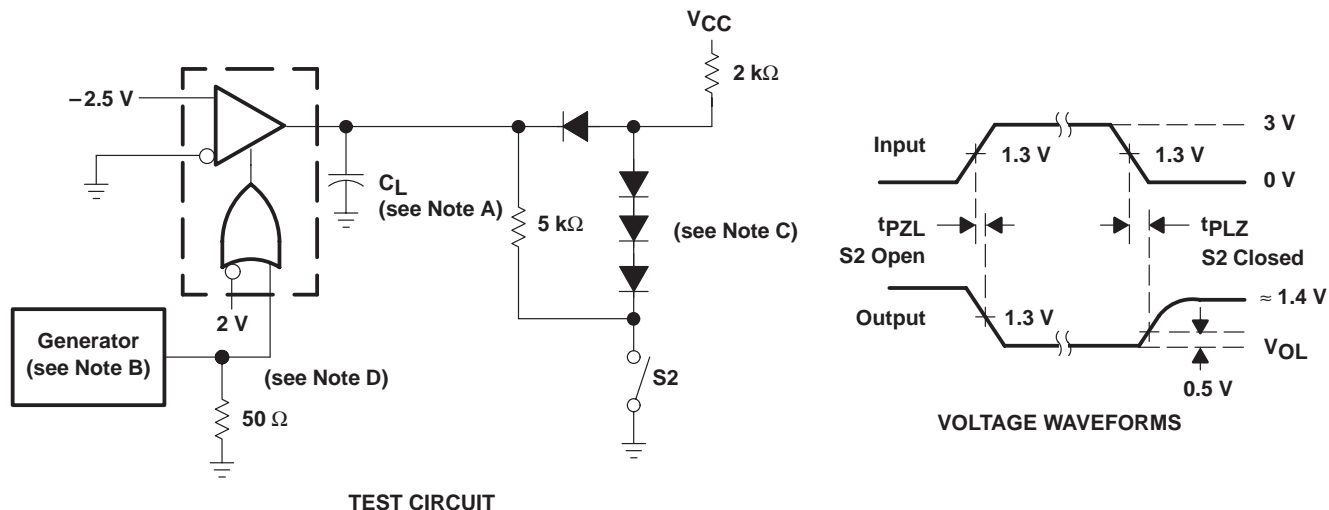 VCC
2 kΩ
−2.5 V
CL
(see Note A)
5 kΩ
(see Note C)
2 V
Generator
(see Note B)
(see Note D)
50 Ω
S2
TEST CIRCUIT
Input
1.3 V
1.3 V
3 V
0 V
tPZL
S2 Open
tPLZ
S2 Closed
Output
1.3 V
≈ 1.4 V
VOL
0.5 V
VOLTAGE WAVEFORMS